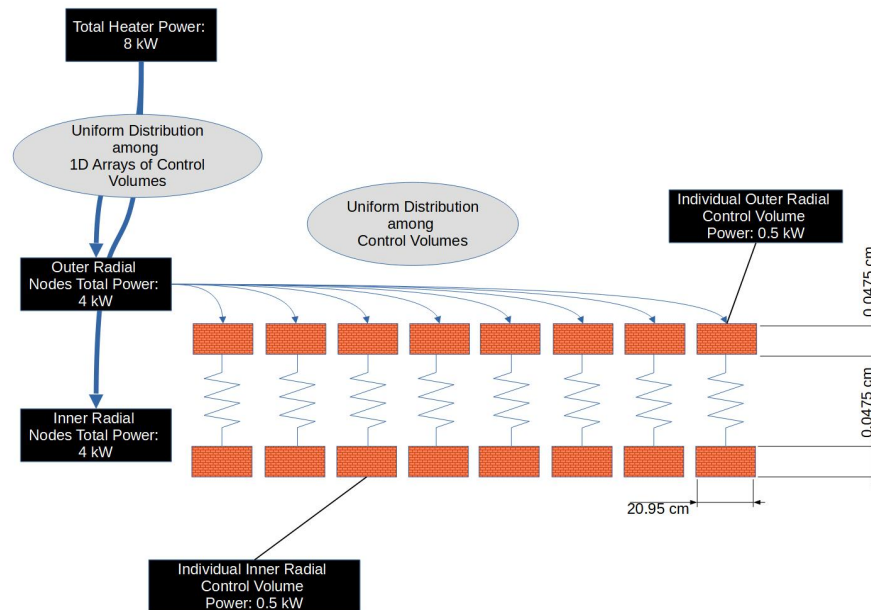 Total Heater Power:
8 kW
Uniform Distribution
among
1D Arrays of Control
Volumes
Uniform Distribution
among
Control Volumes
Individual Outer Radial
Control Volume
Power: 0.5 kW
Outer Radial
Nodes Total Power:
4 kW
0.0475 cm
0.0475 cm
Inner Radial
Nodes Total Power:
4 kW
20.95 cm
Individual Inner Radial
Control Volume
Power: 0.5 kW